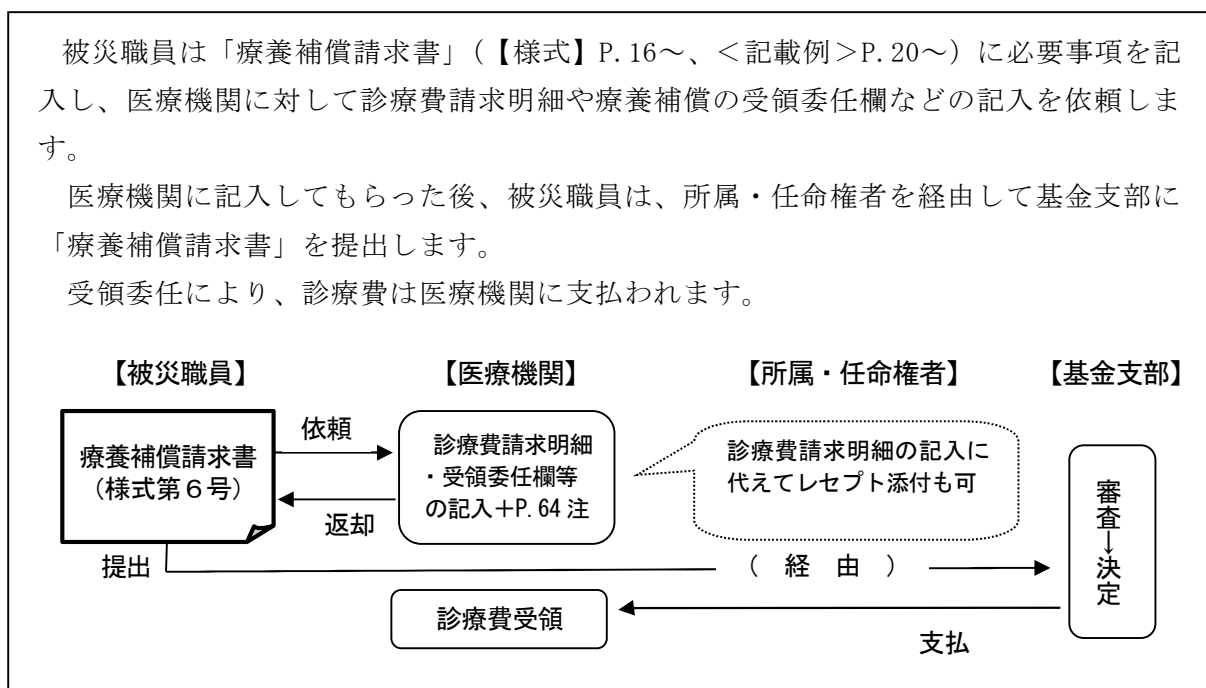 被災職員は「療養補償請求書」（【様式】P.16～、＜記載例＞P.20～）に必要事項を記
入し、医療機関に対して診療費請求明細や療養補償の受領委任欄などの記入を依頼しま
す。
医療機関に記入してもらった後、被災職員は、所属・任命権者を経由して基金支部に
「療養補償請求書」を提出します。
受領委任により、診療費は医療機関に支払われます。
【被災職員】 【医療機関】 【所属・任命権者】 【基金支部】
療養補償請求書
（様式第６号）
依頼
返却
診療費請求明細
・受領委任欄等
の記入＋P.64注
診療費請求明細の記入に
代えてレセプト添付も可
審査→決定
提出
（　経　由　）
診療費受領
支払